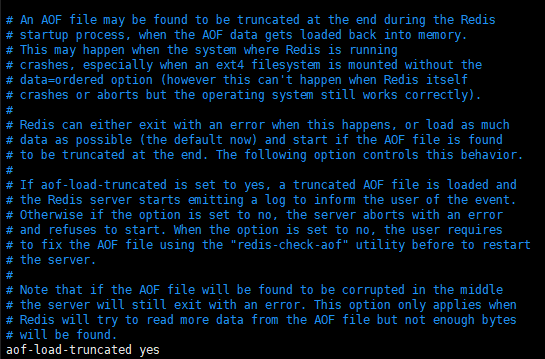 # An AOF file may be found to be truncated at the end during the Redis
# startup process, when the AOF data gets loaded back into memory.
# This may happen when the system where Redis is running
# crashes, especially when an ext4 filesystem is mounted without the
# data=ordered option (however this can't happen when Redis itself
# crashes or aborts but the operating system still works correctly).
#
# Redis can either exit with an error when this happens, or load as much
# data as possible (the default now) and start if the AOF file is found
# to be truncated at the end. The following option controls this behavior.
#
# If aof-load-truncated is set to yes, a truncated AOF file is loaded and
# the Redis server starts emitting a log to inform the user of the event.
# Otherwise if the option is set to no, the server aborts with an error
# and refuses to start. When the option is set to no, the user requires
# to fix the AOF file using the "redis-check-aof" utility before to restart
# the server.
#
# Note that if the AOF file will be found to be corrupted in the middle
# the server will still exit with an error. This option only applies when
# Redis will try to read more data from the AOF file but not enough bytes
# will be found.
aof-load-truncated yes